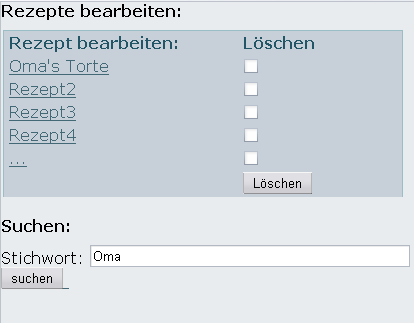 Rezepte bearbeiten:
Rezept bearbeiten: Löschen
Oma's Torte
Rezept2
Rezept3
Rezept4
...
Löschen
Suchen:
Stichwort: Oma
suchen